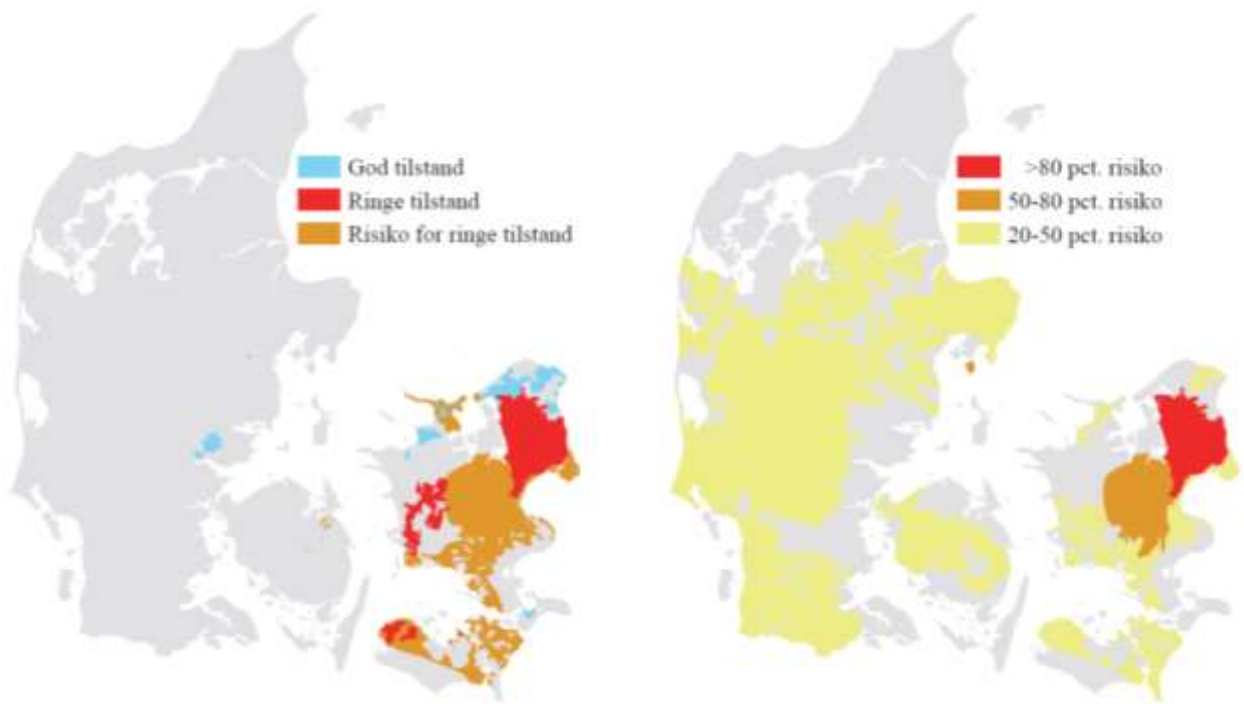 God tilstand
Ringe tilstand
Risiko for ringe tilstand
>80 pct. risiko
50-80 pct. risiko
20-50 pct. risiko